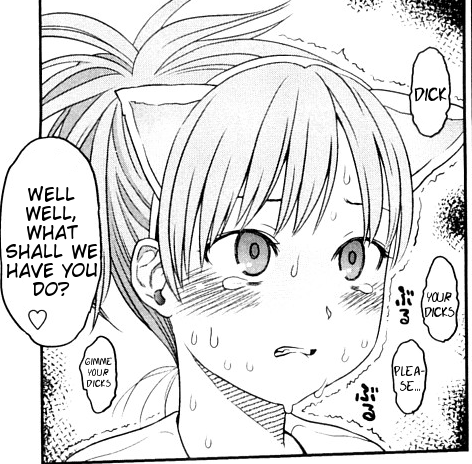 DICK
YOUR
DICKS
PLEA-
SE...
WELL
WELL,
WHAT
SHALL WE
HAVE YOU
DO?
♡
GIMME
YOUR
DICKS
ぶる
ぶる